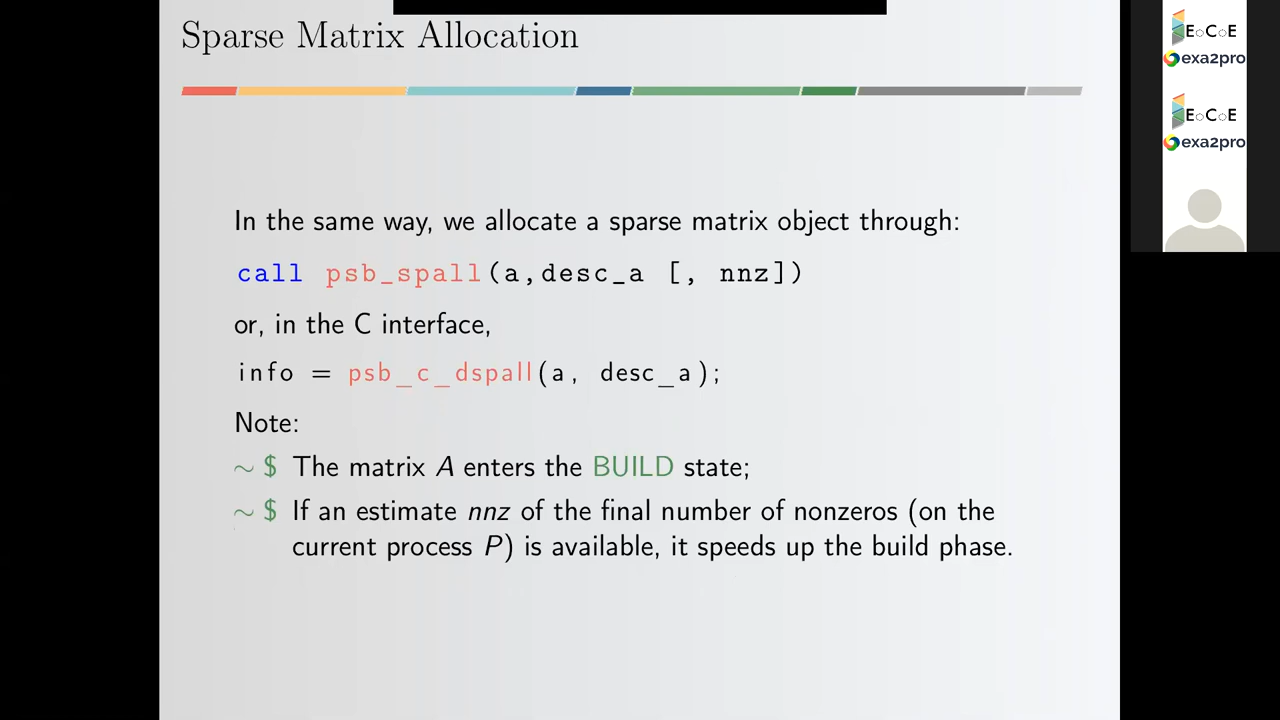 Sparse Matrix Allocation
In the same way, we allocate a sparse matrix object through:
call psb_spall(a,desc_a [, nnz])
or, in the C interface,
info = psb_c_dspall(a, desc_a);
Note:
~ $ The matrix A enters the BUILD state;
~ $ If an estimate nnz of the final number of nonzeros (on the
current process P) is available, it speeds up the build phase.
EoCoE
exa2pro
EoCoE
exa2pro